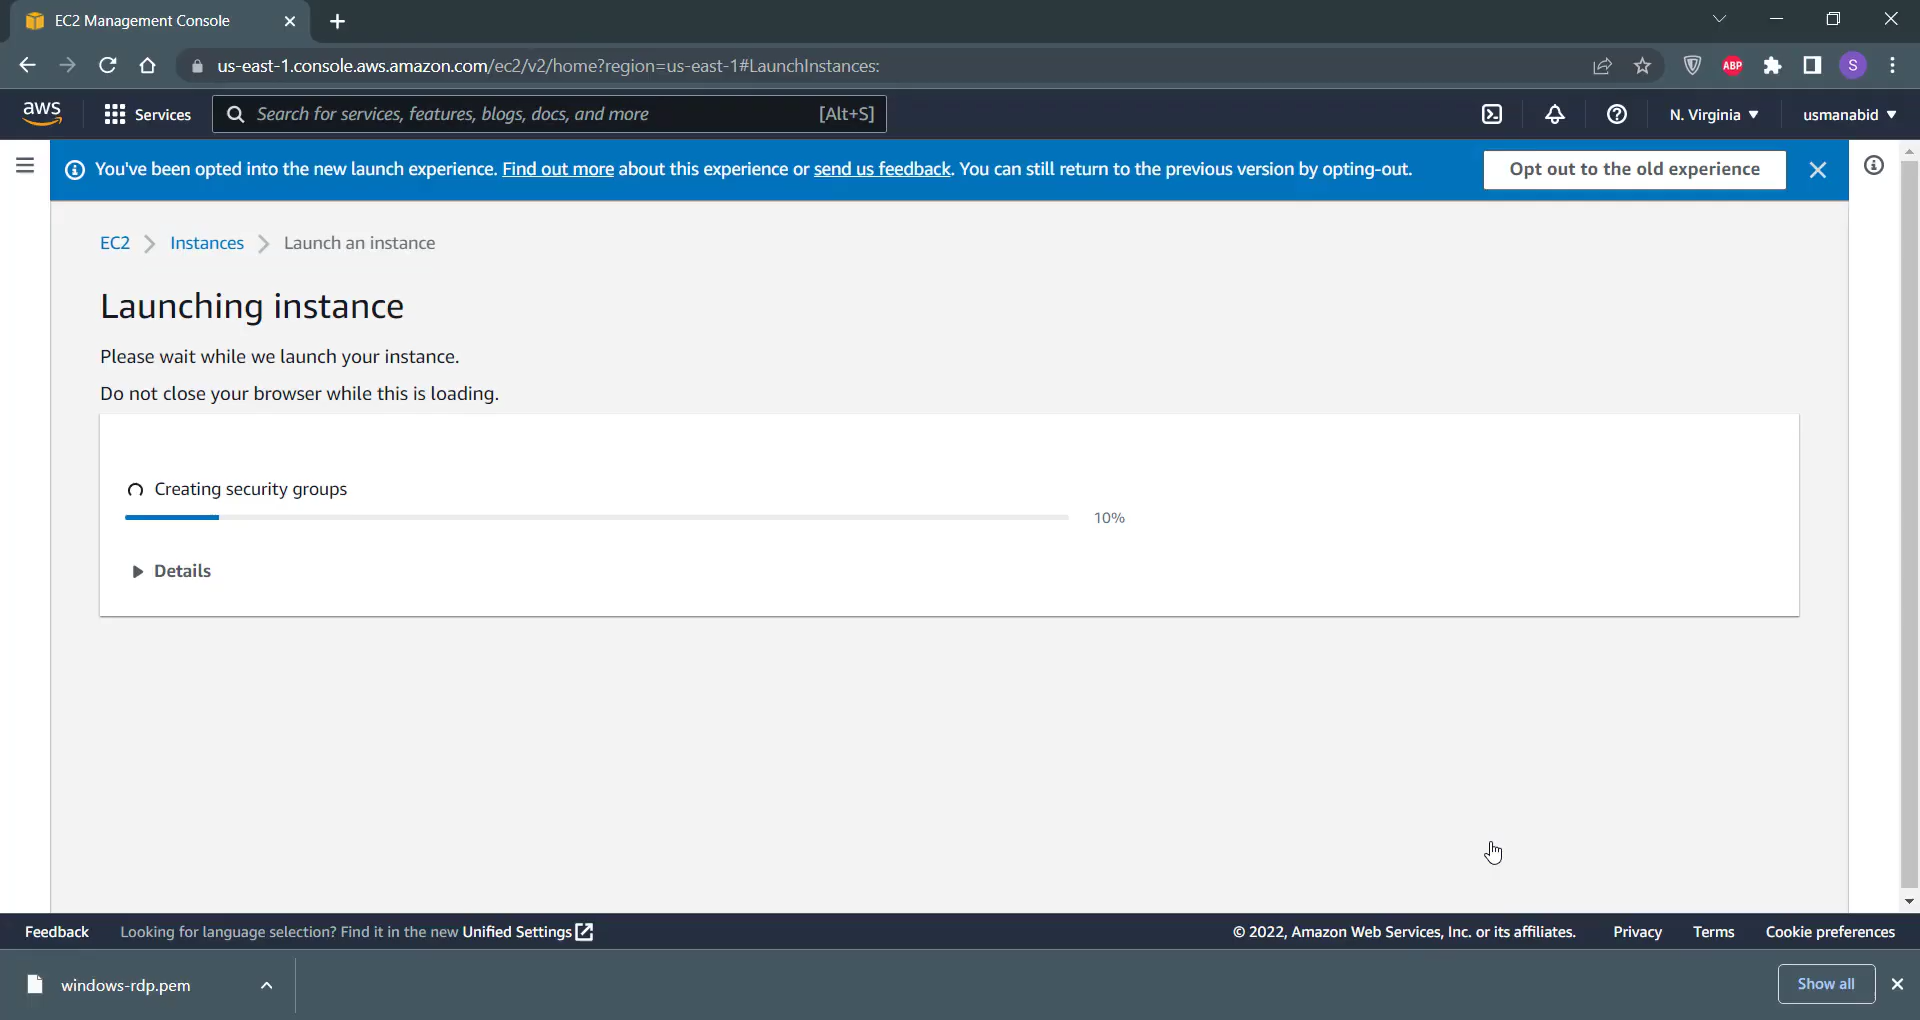 EC2 Management Console
us-east-1.console.aws.amazon.com/ec2/v2/home?region=us-east-1#LaunchInstances:
ABP
S
aws
Services
Search for services, features, blogs, docs, and more
[Alt+S]
N. Virginia
usmanabid
You've been opted into the new launch experience. Find out more about this experience or send us feedback. You can still return to the previous version by opting-out.
Opt out to the old experience
EC2
Instances
Launch an instance
Launching instance
Please wait while we launch your instance.
Do not close your browser while this is loading.
Creating security groups
10%
Details
Feedback
Looking for language selection? Find it in the new Unified Settings
© 2022, Amazon Web Services, Inc. or its affiliates.
Privacy
Terms
Cookie preferences
windows-rdp.pem
Show all